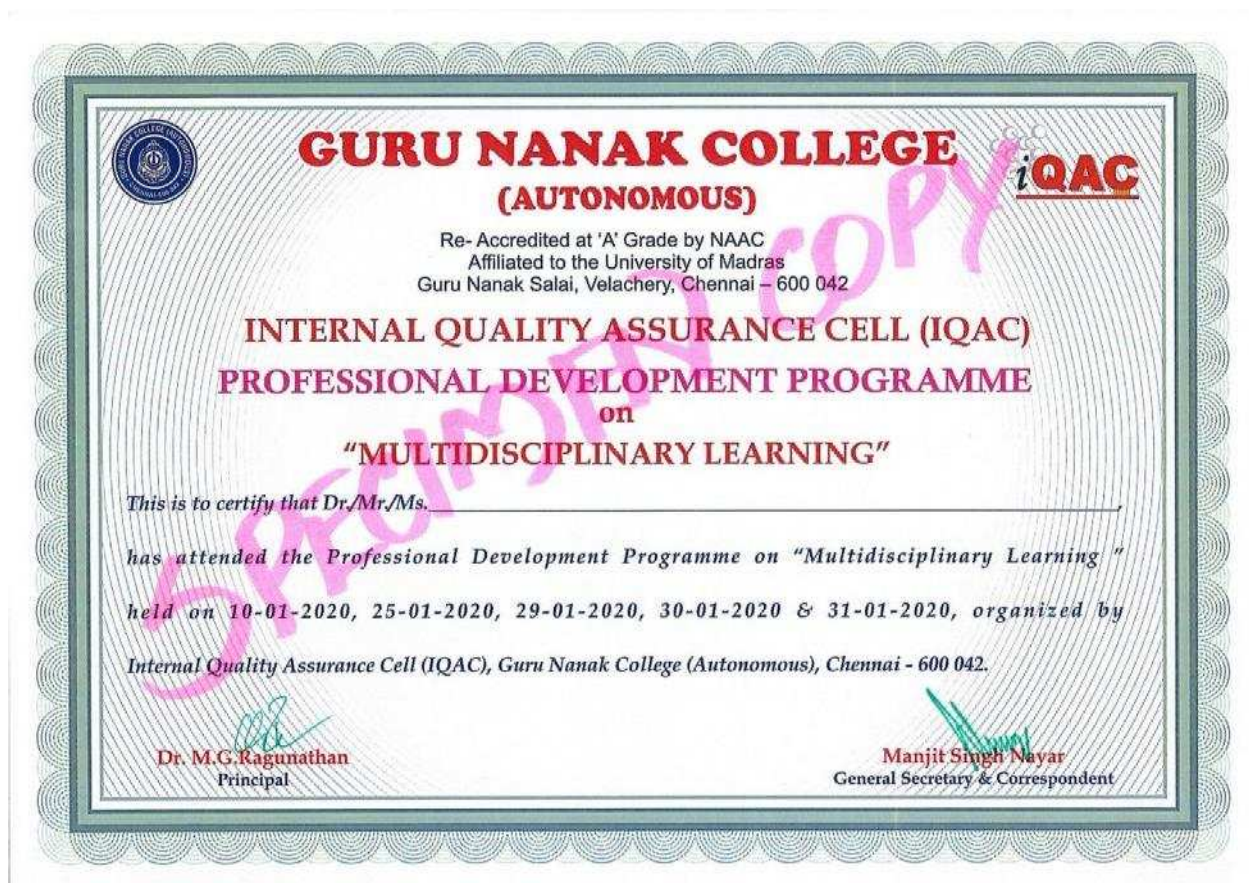 GURU NANAK COLLEGE
(AUTONOMOUS)
iQAC
Re- Accredited at 'A' Grade by NAAC
Affiliated to the University of Madras
Guru Nanak Salai, Velachery, Chennai – 600 042
INTERNAL QUALITY ASSURANCE CELL (IQAC)
PROFESSIONAL DEVELOPMENT PROGRAMME
on
“MULTIDISCIPLINARY LEARNING”
This is to certify that Dr./Mr./Ms.
has attended the Professional Development Programme on “Multidisciplinary Learning ”
held on 10-01-2020, 25-01-2020, 29-01-2020, 30-01-2020 & 31-01-2020, organized by
Internal Quality Assurance Cell (IQAC), Guru Nanak College (Autonomous), Chennai - 600 042.
Dr. M.G.Ragunathan
Principal
Manjit Singh Nayar
General Secretary & Correspondent
SPECIMEN COPY